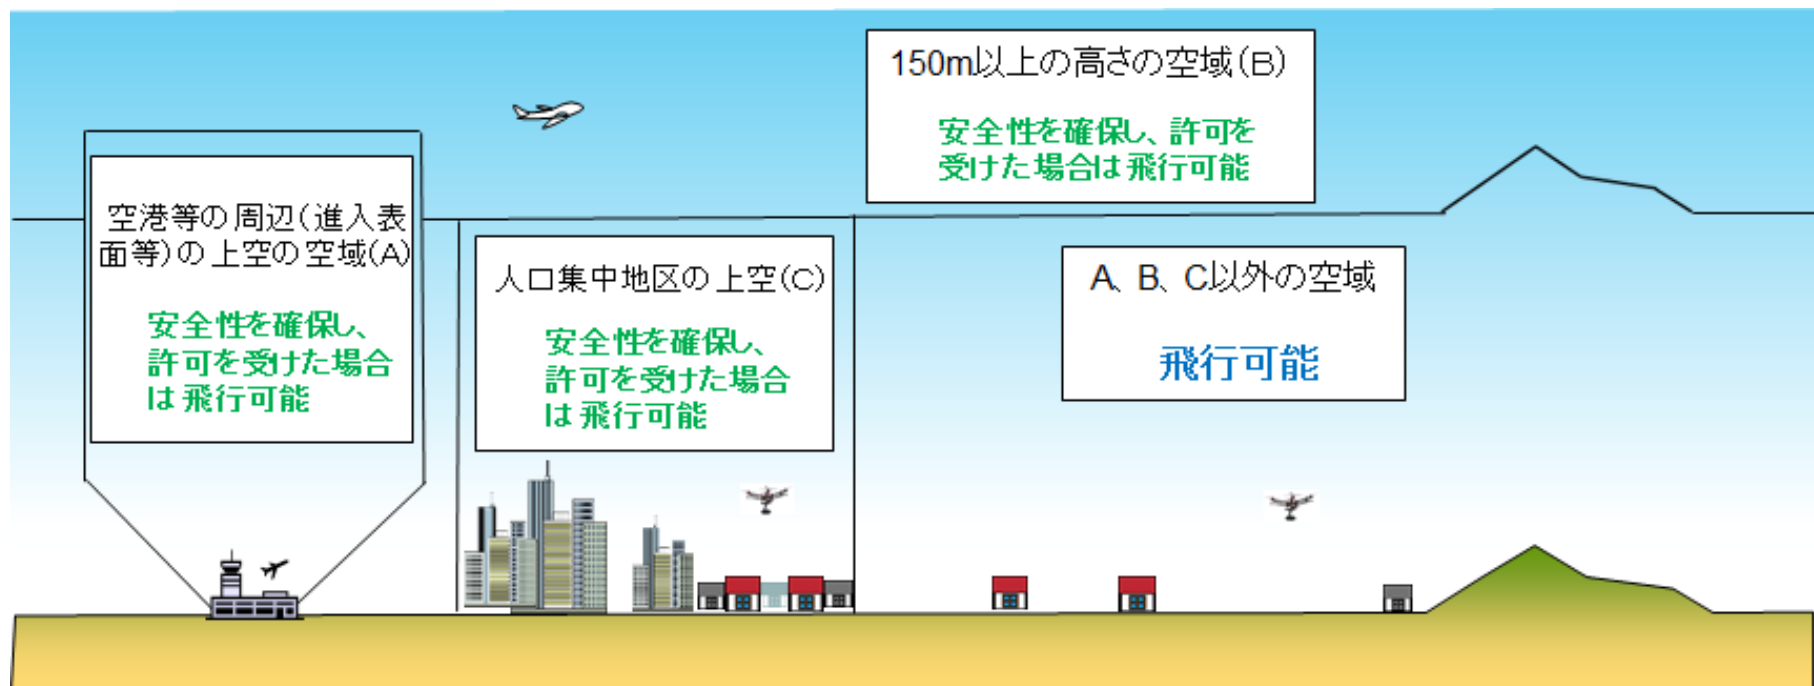 150m以上の高さの空域(B)
安全性を確保し、許可を
受けた場合は飛行可能
空港等の周辺(進入表
面等)の上空の空域(A)
安全性を確保し、
許可を受けた場合
は飛行可能
人口集中地区の上空(C)
安全性を確保し、
許可を受けた場合
は飛行可能
A、B、C以外の空域
飛行可能